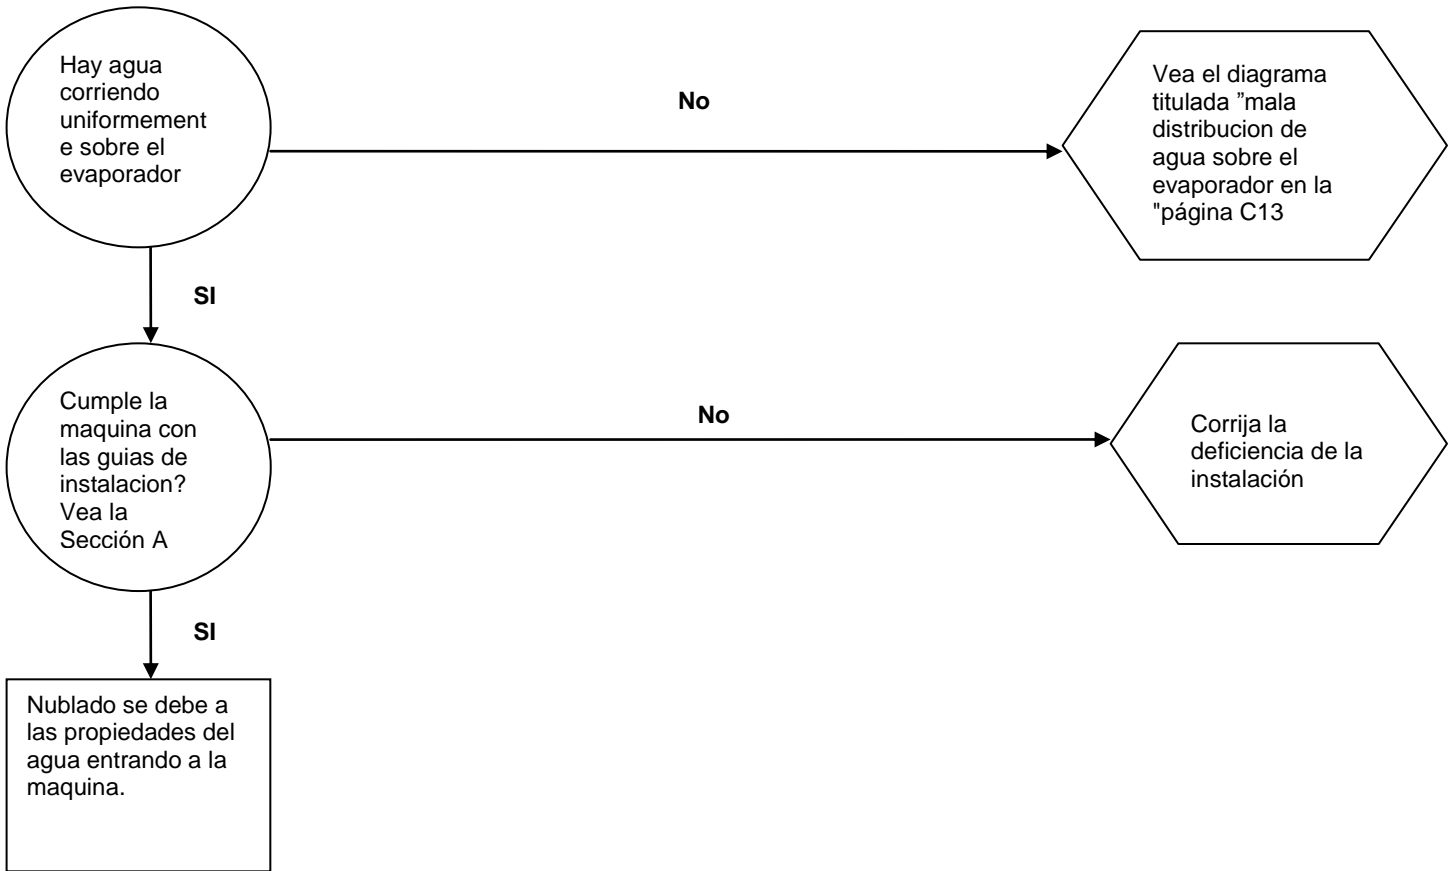 Hay agua
corriendo
uniformement
e sobre el
evaporador
No
Vea el diagrama
titulada ”mala
distribucion de
agua sobre el
evaporador en la
"página C13
SI
Cumple la
maquina con
las guias de
instalacion?
Vea la
Sección A
No
Corrija la
deficiencia de la
instalación
SI
Nublado se debe a
las propiedades del
agua entrando a la
maquina.